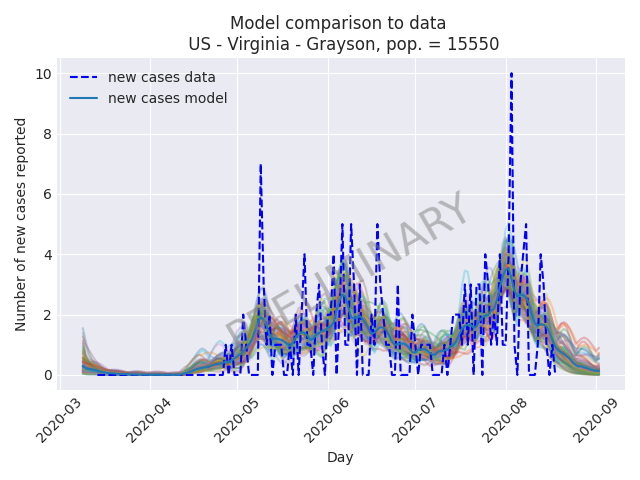 Model comparison to data
US - Virginia - Grayson, pop. = 15550
new cases data
new cases model
PRELIMINARY
Number of new cases reported
10
8
6
4
2
0
2020-03
2020-04
2020-05
2020-06
2020-07
2020-08
2020-09
Day